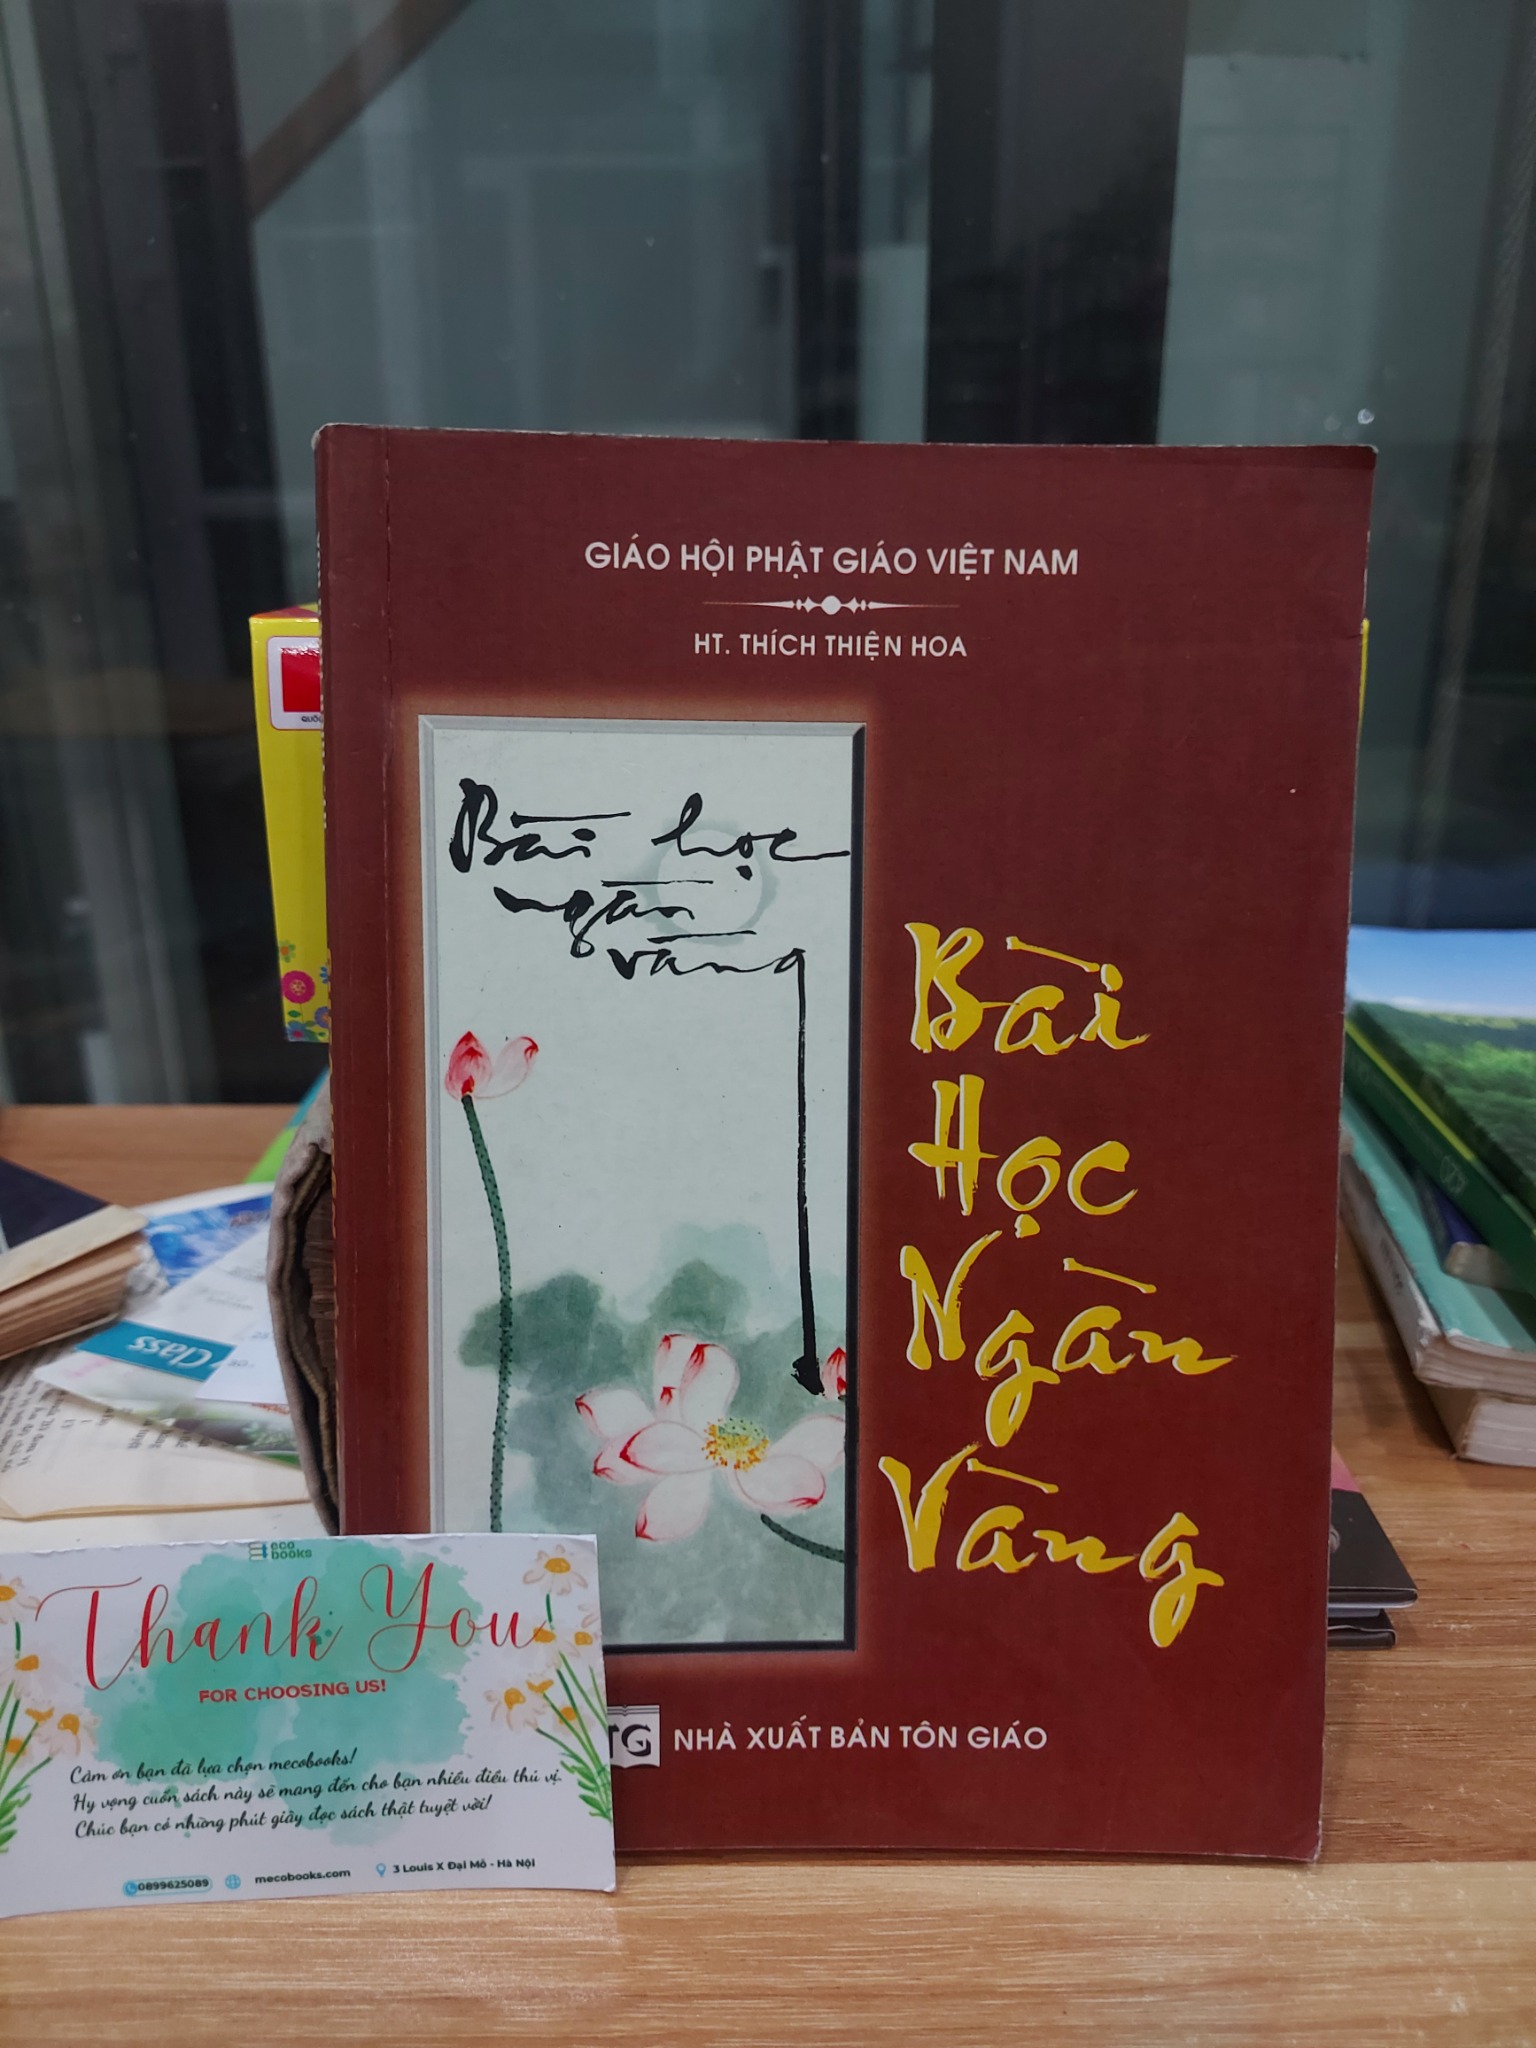 GIÁO HỘI PHẬT GIÁO VIỆT NAM
HT. THÍCH THIỆN HOA
Bài học
ngàn
vàng
Bài
Học
Ngàn
Vàng
TG NHÀ XUẤT BẢN TÔN GIÁO
eco
books
Thank You
FOR CHOOSING US!
Cảm ơn bạn đã lựa chọn mecobooks!
Hy vọng cuốn sách này sẽ mang đến cho bạn nhiều điều thú vị.
Chúc bạn có những phút giây đọc sách thật tuyệt vời!
0899625089 mecobooks.com 3 Louis X Đại Mỗ - Hà Nội
Class